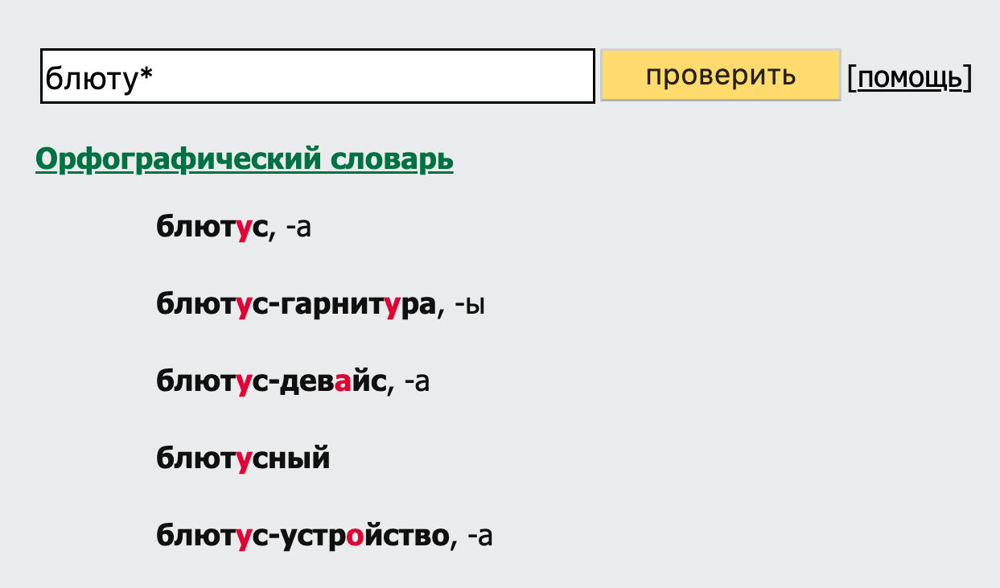 блюту* проверить [помощь]
Орфографический словарь
блютус, -а
блютус-гарнитура, -ы
блютус-девайс, -а
блютусный
блютус-устройство, -а